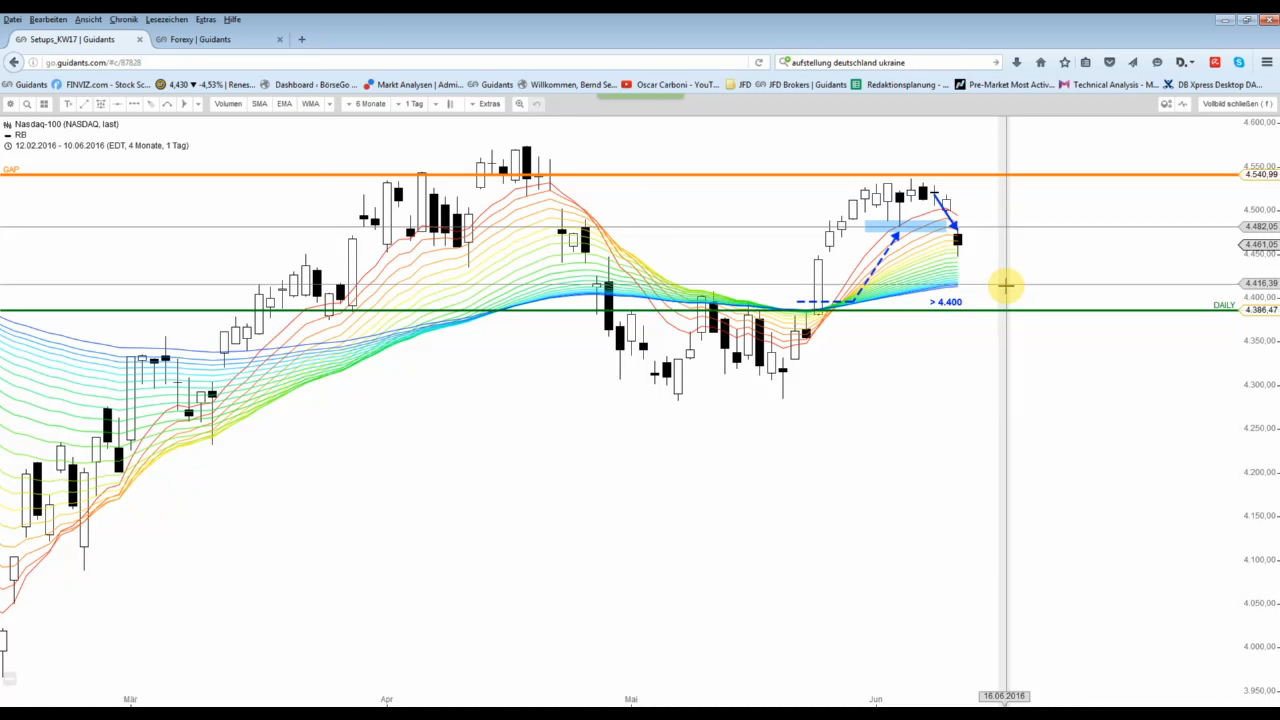 Datei Bearbeiten Ansicht Chronik Lesezeichen Extras Hilfe
Setups_KW17 | Guidants × Forexy | Guidants × +
go.guidants.com/#c/87828 aufstellung deutschland ukraine
Guidants FINVIZ.com - Stock Sc... 4,430 ▼ -4,53% | Renes... Dashboard ‹ BörseGo ... Markt Analysen | Admi... Guidants Willkommen, Bernd Se... Oscar Carboni - YouT... JFD JFD Brokers | Guidants Redaktionsplanung - ... Pre-Market Most Activ... Technical Analysis - M... DB Xpress Desktop DA...
Volumen SMA EMA WMA 6 Monate 1 Tag Extras Vollbild schließen ( f )
Nasdaq-100 (NASDAQ, last)
RB
12.02.2016 - 10.06.2016 (EDT, 4 Monate, 1 Tag)
4.600,00
4.550,00
GAP
4.540,99
4.500,00
4.482,05
4.461,05
4.450,00
4.416,39
4.400,00
> 4.400
DAILY
4.386,47
4.350,00
4.300,00
4.250,00
4.200,00
4.150,00
4.100,00
4.050,00
4.000,00
3.950,00
Mär Apr Mai Jun 16.06.2016